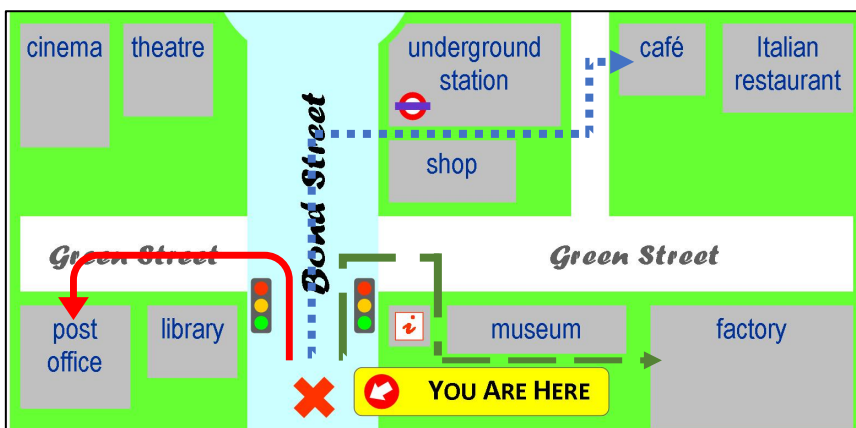 cinema
theatre
underground
station
café
Italian
restaurant
shop
Bond Street
Green Street
Green Street
post
office
library
i
museum
factory
YOU ARE HERE